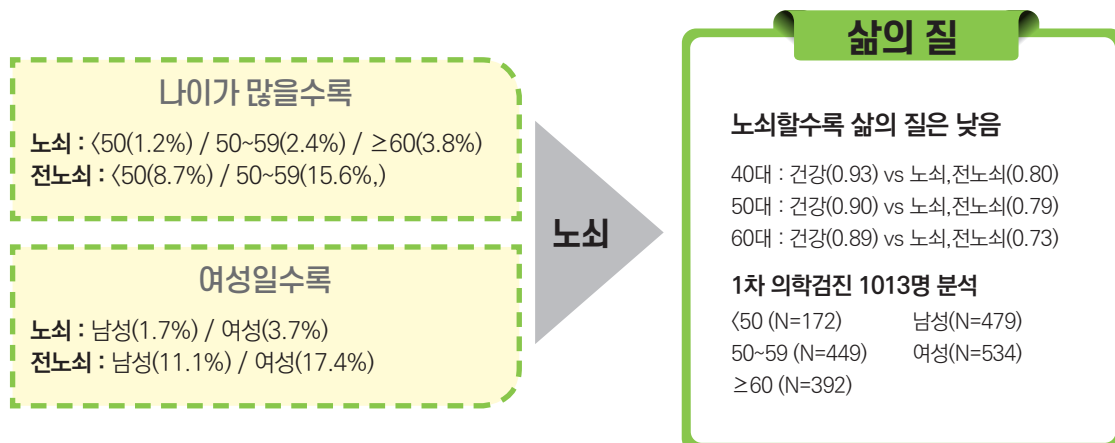 나이가 많을수록
노쇠 : 〈50(1.2%) / 50~59(2.4%) / ≥60(3.8%)
전노쇠 : 〈50(8.7%) / 50~59(15.6%,)
여성일수록
노쇠 : 남성(1.7%) / 여성(3.7%)
전노쇠 : 남성(11.1%) / 여성(17.4%)
노쇠
삶의 질
노쇠할수록 삶의 질은 낮음
40대 : 건강(0.93) vs 노쇠,전노쇠(0.80)
50대 : 건강(0.90) vs 노쇠,전노쇠(0.79)
60대 : 건강(0.89) vs 노쇠,전노쇠(0.73)
1차 의학검진 1013명 분석
〈50 (N=172) 남성(N=479)
50~59 (N=449) 여성(N=534)
≥60 (N=392)